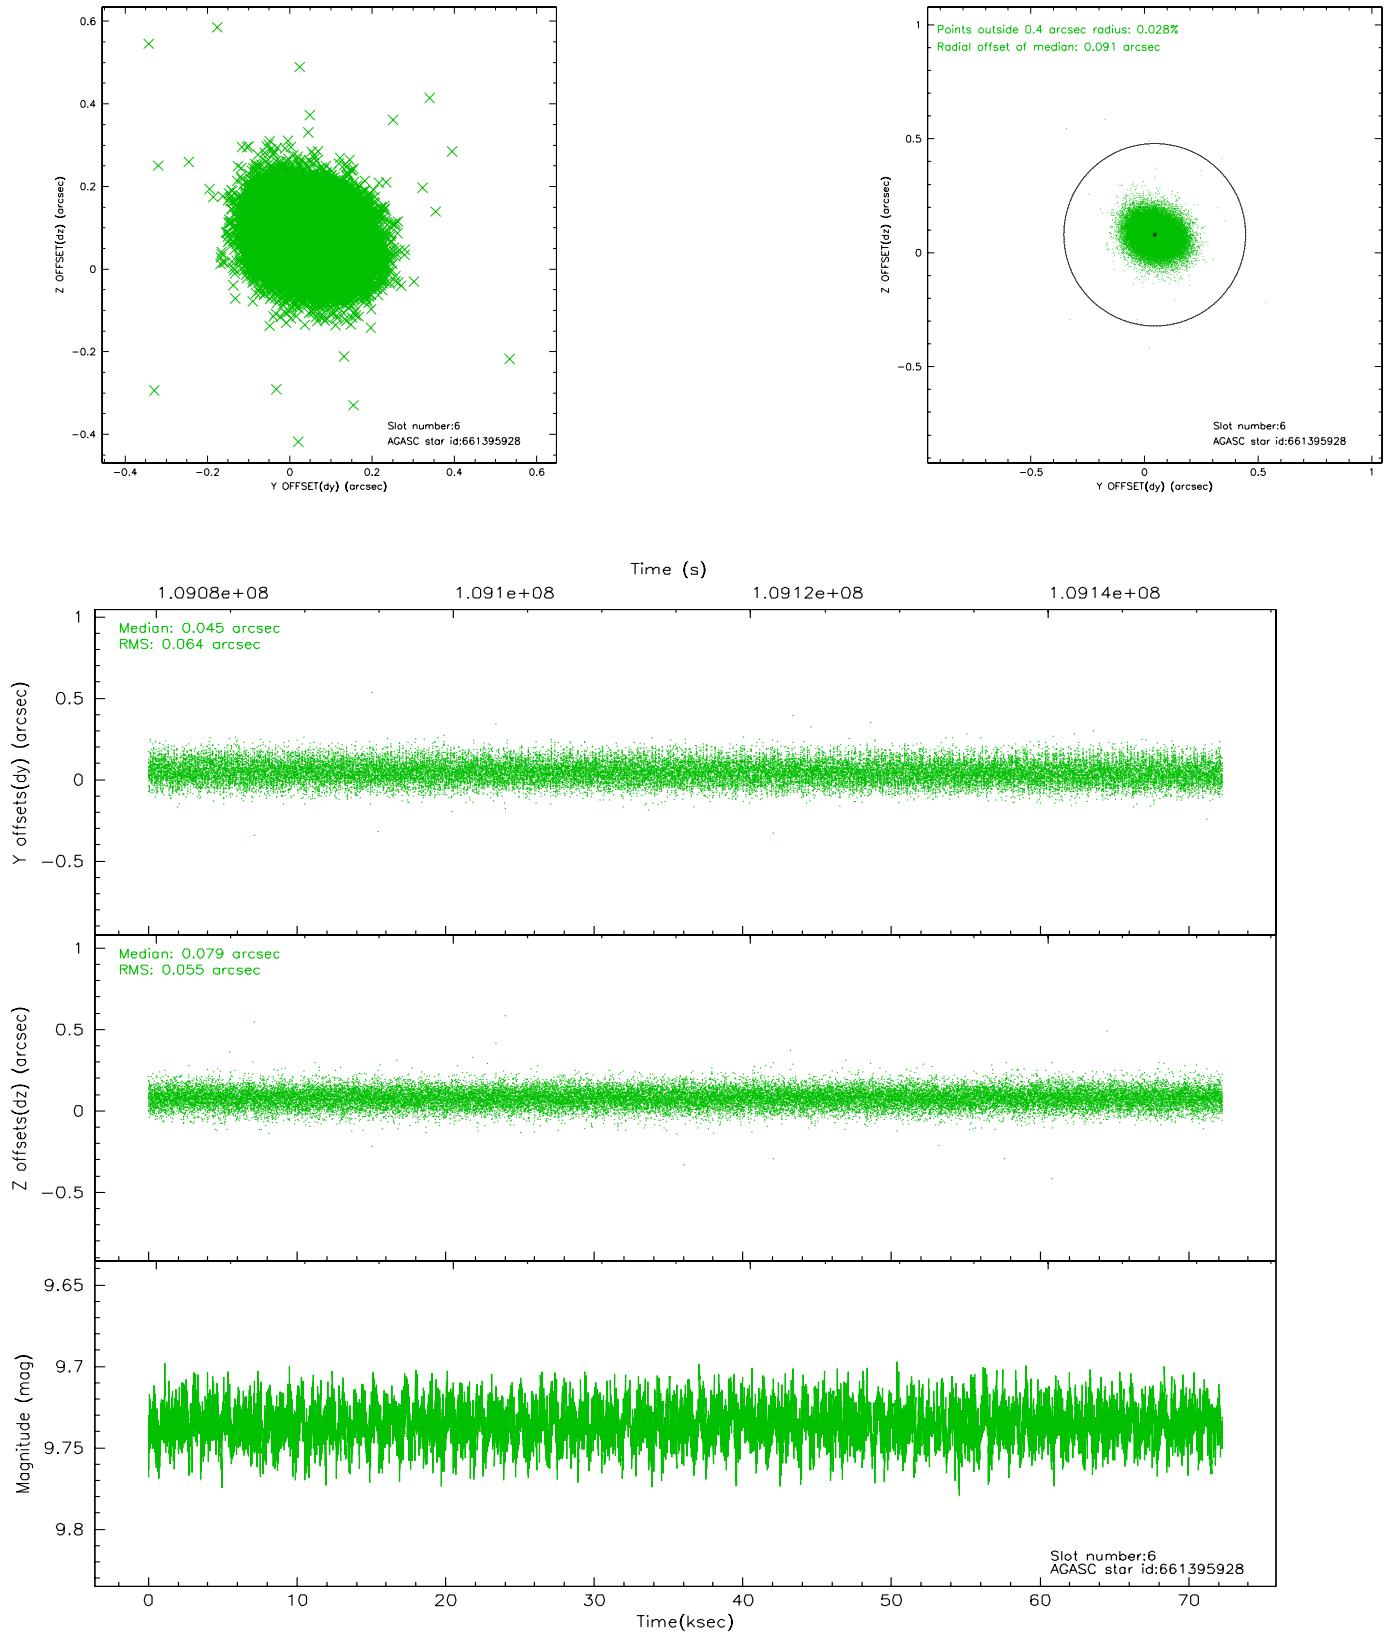 0.6
0.4
0.2
0
-0.2
-0.4
Z OFFSET(dz) (arcsec)
Slot number:6
AGASC star id:661395928
-0.4 -0.2 0 0.2 0.4 0.6
Y OFFSET(dy) (arcsec)
Points outside 0.4 arcsec radius: 0.028%
Radial offset of median: 0.091 arcsec
1
0.5
0
-0.5
Z OFFSET(dz) (arcsec)
Slot number:6
AGASC star id:661395928
-0.5 0 0.5 1
Y OFFSET(dy) (arcsec)
Time (s)
1.0908e+08 1.091e+08 1.0912e+08 1.0914e+08
Median: 0.045 arcsec
RMS: 0.064 arcsec
1
0.5
0
-0.5
Y offsets(dy) (arcsec)
Median: 0.079 arcsec
RMS: 0.055 arcsec
1
0.5
0
-0.5
Z offsets(dz) (arcsec)
9.65
9.7
9.75
9.8
Magnitude (mag)
Slot number:6
AGASC star id:661395928
0 10 20 30 40 50 60 70
Time(ksec)